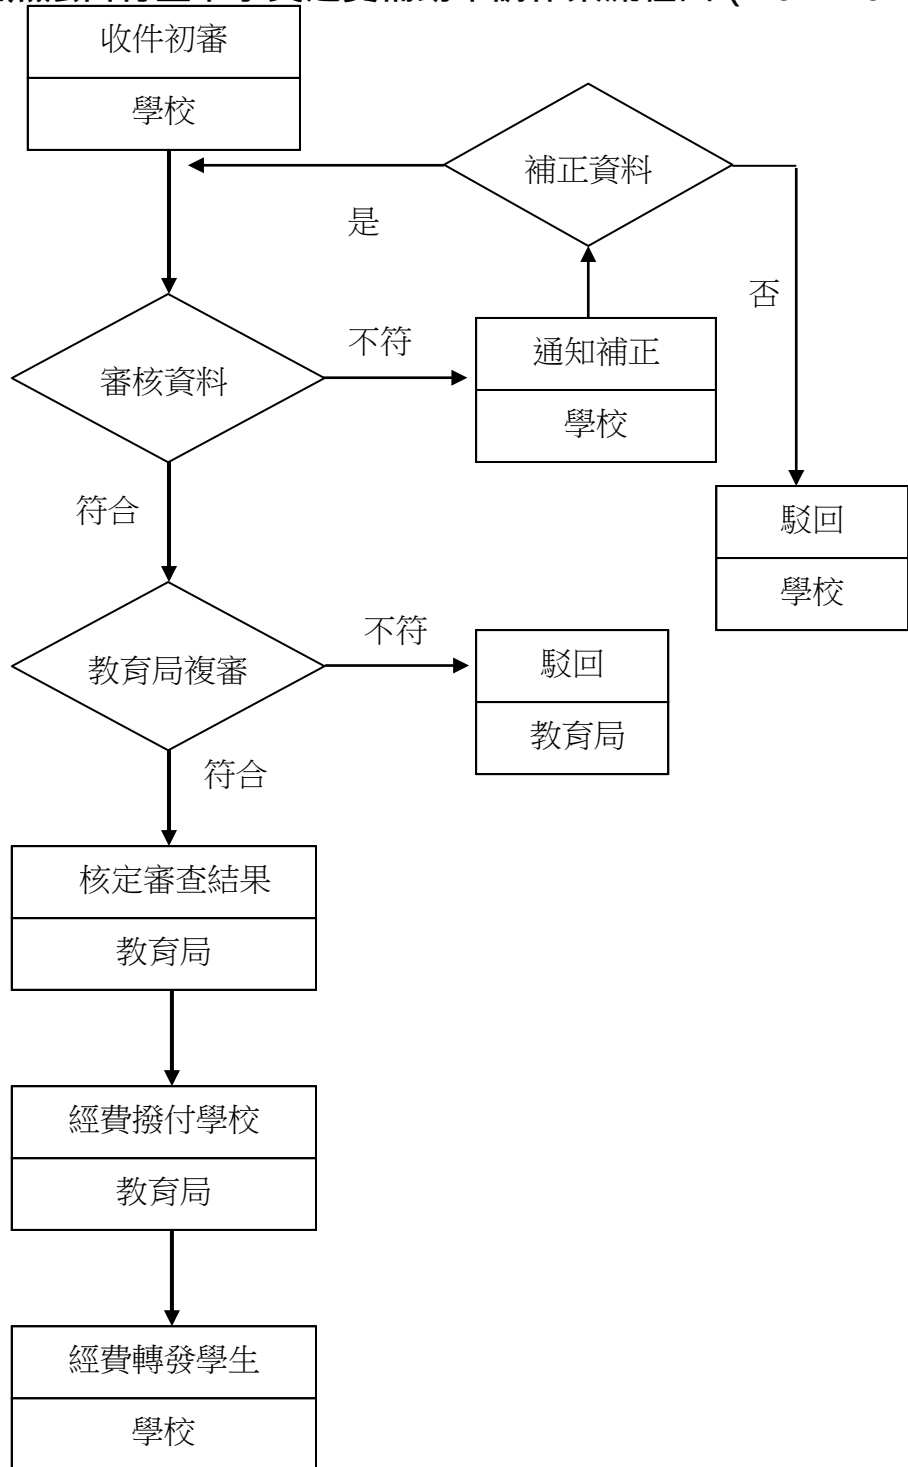 收件初審
學校
補正資料
是
否
不符
通知補正
學校
審核資料
符合
駁回
學校
不符
駁回
教育局
教育局複審
符合
核定審查結果
教育局
經費撥付學校
教育局
經費轉發學生
學校